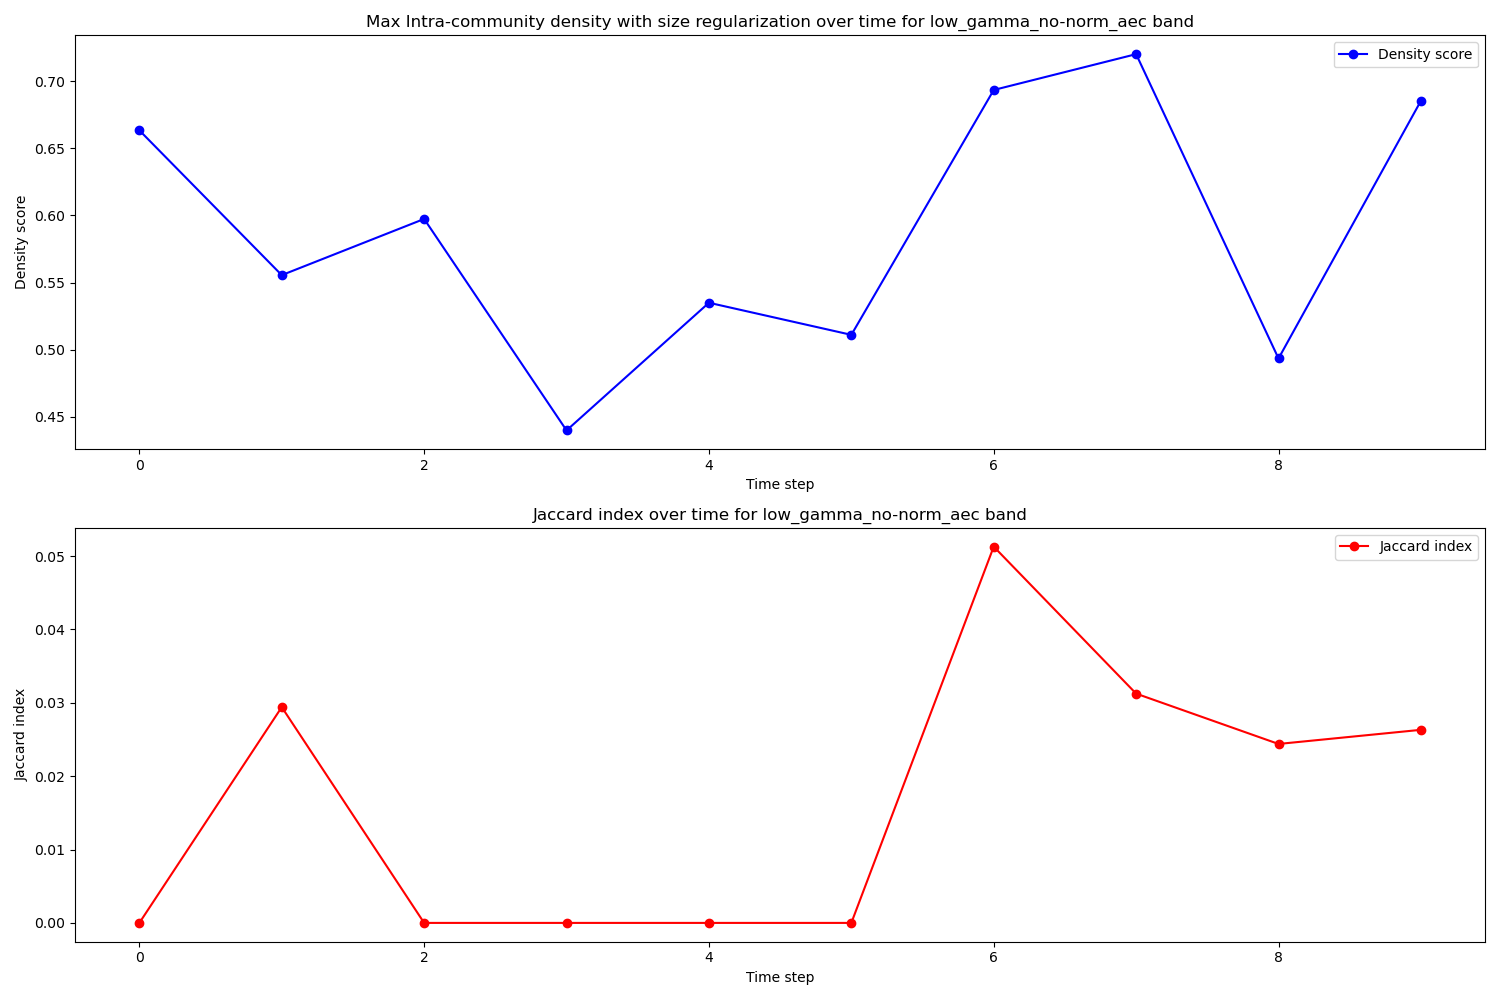 Max Intra-community density with size regularization over time for low_gamma_no-norm_aec band
Density score
0.70
0.65
0.60
0.55
0.50
0.45
Density score
0 2 4 6 8
Time step
Jaccard index over time for low_gamma_no-norm_aec band
Jaccard index
0.05
0.04
0.03
0.02
0.01
0.00
Jaccard index
0 2 4 6 8
Time step